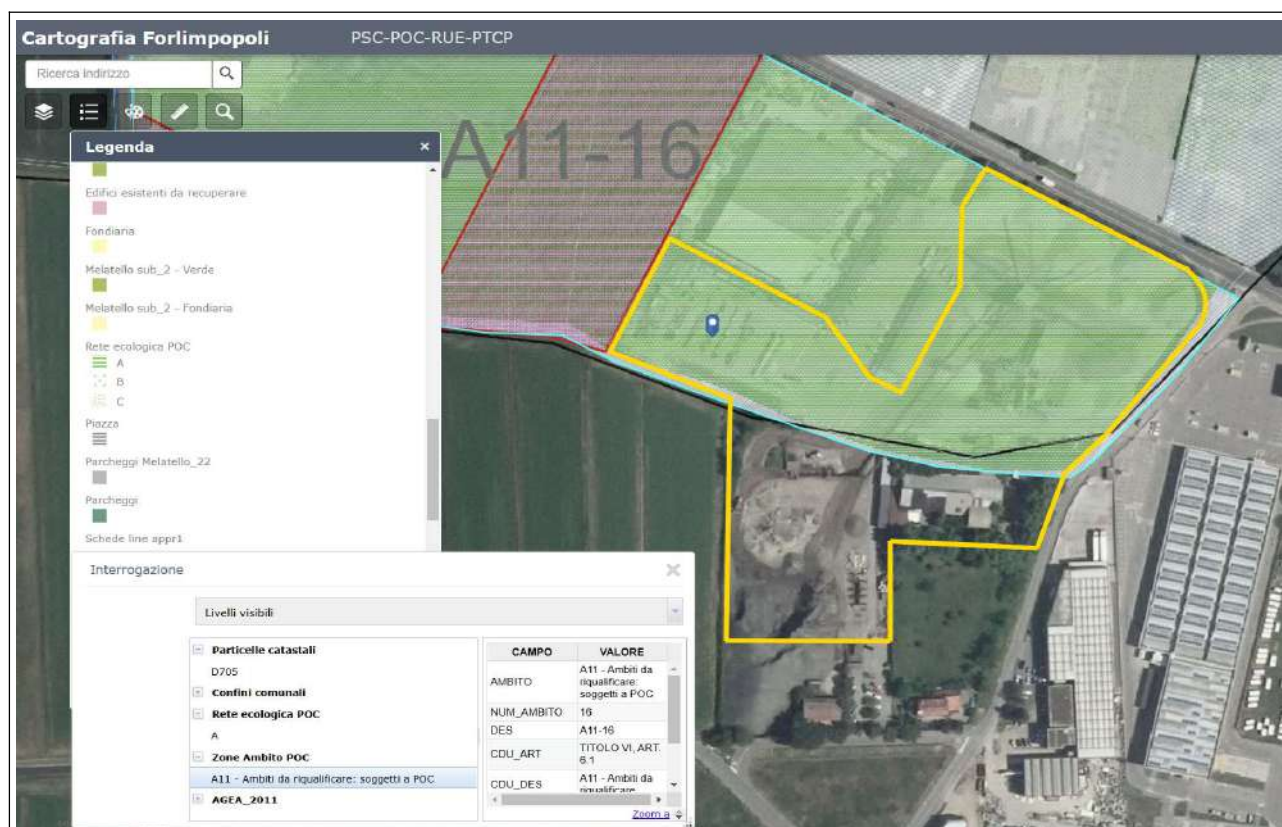 Cartografia Forlimpopoli
PSC-POC-RUE-PTCP
Ricerca indirizzo
A11-16
Legenda
×
Edifici esistenti da recuperare
Fondiaria
Melatello sub_2 - Verde
Melatello sub_2 - Fondiaria
Rete ecologica POC
A
B
C
Piazza
Parcheggi Melatello_22
Parcheggi
Schede line appr1
Interrogazione
Livelli visibili
Particelle catastali
D705
Confini comunali
Rete ecologica POC
A
Zone Ambito POC
A11 - Ambiti da riqualificare: soggetti a POC
AGEA_2011
CAMPO VALORE
AMBITO A11 - Ambiti da
riqualificare:
soggetti a POC
NUM_AMBITO 16
DES A11-16
CDU_ART TITOLO VI, ART.
6.1
CDU_DES A11 - Ambiti da
riqualificare
Zoom a